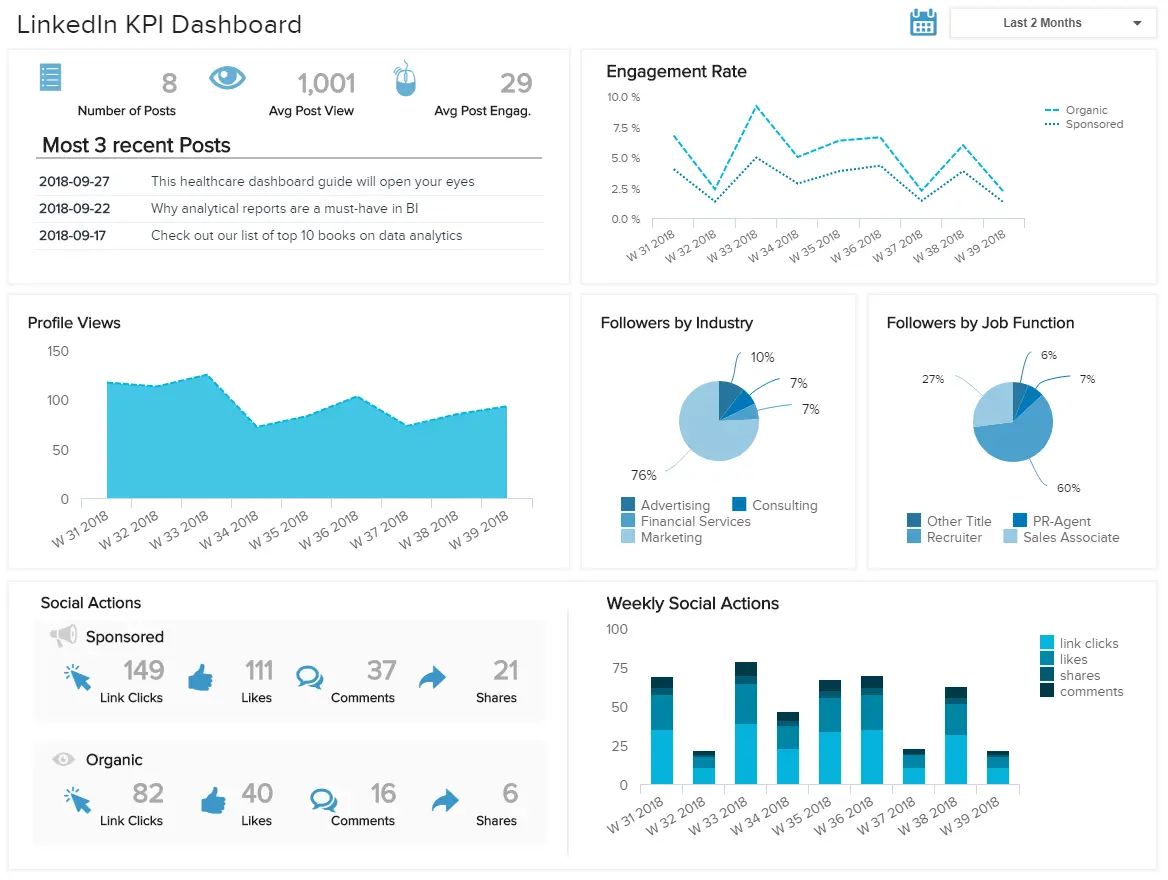 LinkedIn KPI Dashboard
Last 2 Months
8
Number of Posts
1,001
Avg Post View
29
Avg Post Engag.
Most 3 recent Posts
2018-09-27 This healthcare dashboard guide will open your eyes
2018-09-22 Why analytical reports are a must-have in BI
2018-09-17 Check out our list of top 10 books on data analytics
Engagement Rate
10.0 %
7.5 %
5.0 %
2.5 %
0.0 %
W 31 2018
W 32 2018
W 33 2018
W 34 2018
W 35 2018
W 36 2018
W 37 2018
W 38 2018
W 39 2018
Organic
Sponsored
Profile Views
150
100
50
0
W 31 2018
W 32 2018
W 33 2018
W 34 2018
W 35 2018
W 36 2018
W 37 2018
W 38 2018
W 39 2018
Followers by Industry
10%
7%
7%
76%
Advertising
Consulting
Financial Services
Marketing
Followers by Job Function
6%
7%
27%
60%
Other Title
PR-Agent
Recruiter
Sales Associate
Social Actions
Sponsored
149
Link Clicks
111
Likes
37
Comments
21
Shares
Organic
82
Link Clicks
40
Likes
16
Comments
6
Shares
Weekly Social Actions
100
75
50
25
0
W 31 2018
W 32 2018
W 33 2018
W 34 2018
W 35 2018
W 36 2018
W 37 2018
W 38 2018
W 39 2018
link clicks
likes
shares
comments